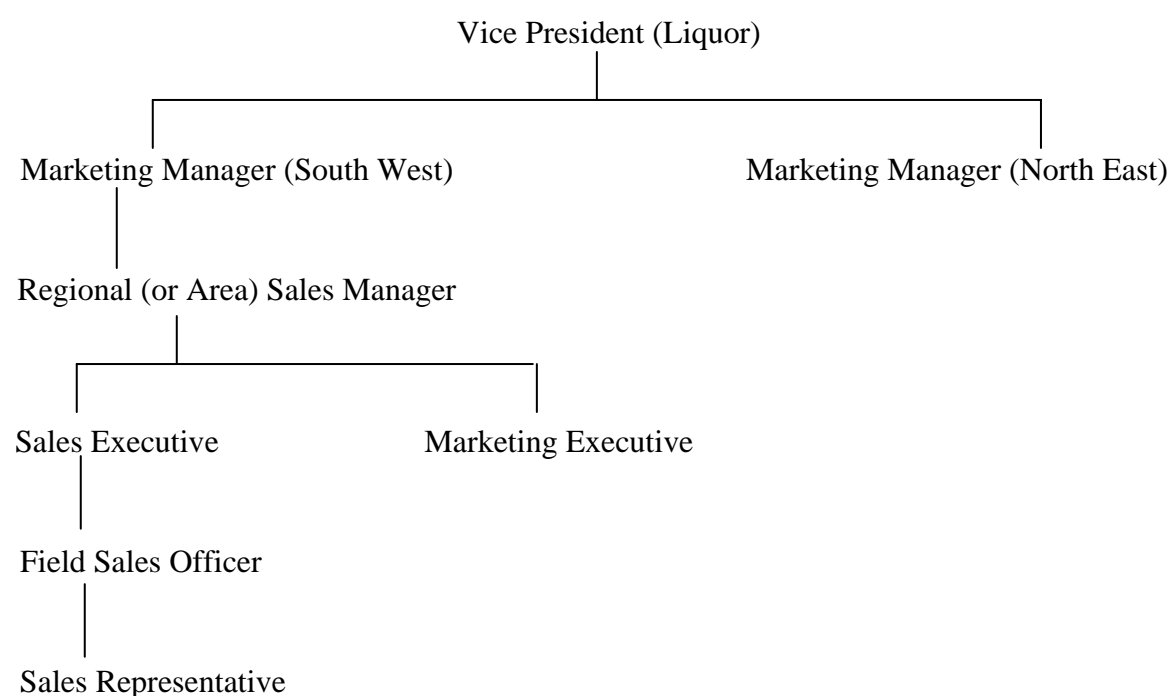 Vice President (Liquor)
Marketing Manager (South West)
Marketing Manager (North East)
Regional (or Area) Sales Manager
Sales Executive
Marketing Executive
Field Sales Officer
Sales Representative